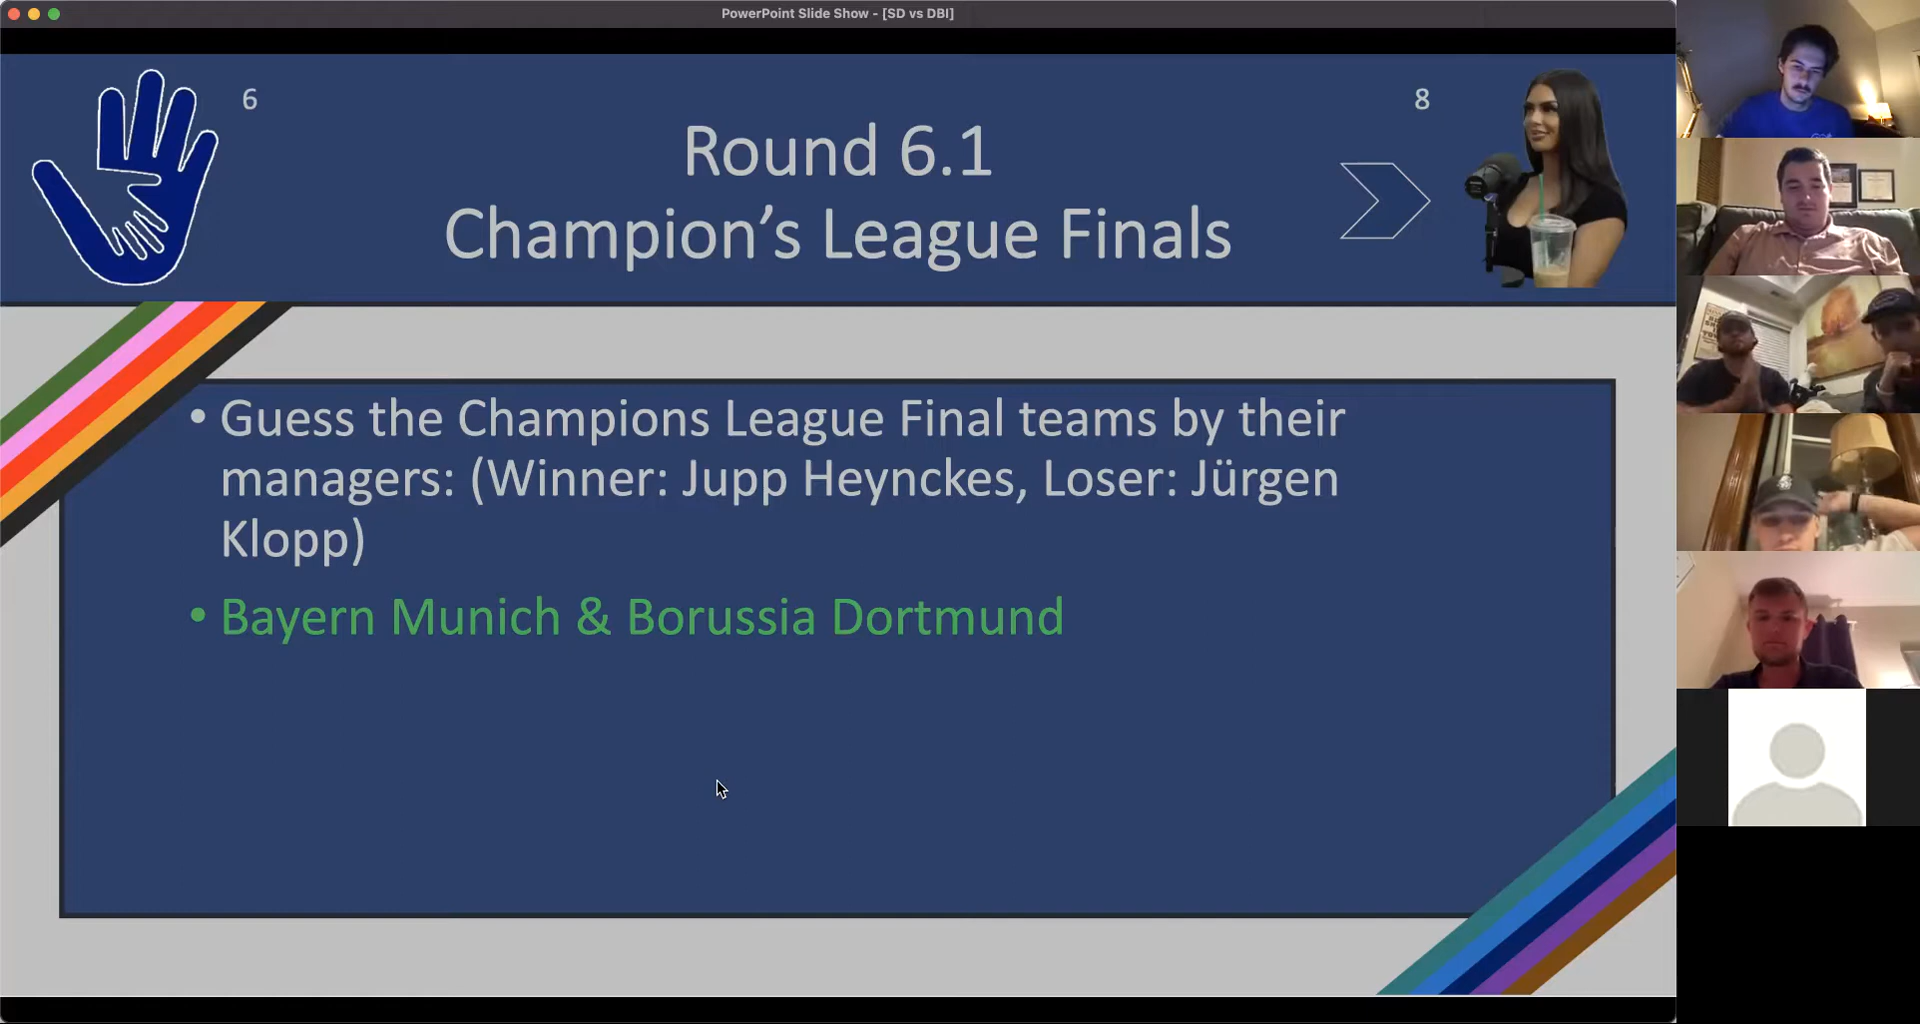 PowerPoint Slide Show - [SD vs DBI]
6
8
Round 6.1
Champion’s League Finals
• Guess the Champions League Final teams by their
managers: (Winner: Jupp Heynckes, Loser: Jürgen
Klopp)
• Bayern Munich & Borussia Dortmund